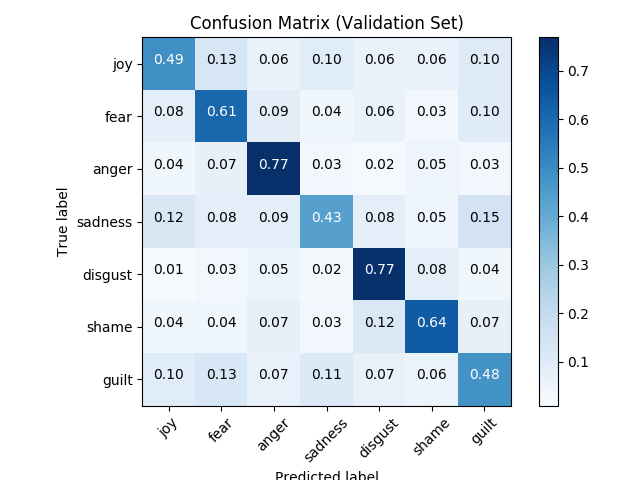 Confusion Matrix (Validation Set)
True label
joy 0.49 0.13 0.06 0.10 0.06 0.06 0.10
fear 0.08 0.61 0.09 0.04 0.06 0.03 0.10
anger 0.04 0.07 0.77 0.03 0.02 0.05 0.03
sadness 0.12 0.08 0.09 0.43 0.08 0.05 0.15
disgust 0.01 0.03 0.05 0.02 0.77 0.08 0.04
shame 0.04 0.04 0.07 0.03 0.12 0.64 0.07
guilt 0.10 0.13 0.07 0.11 0.07 0.06 0.48
joy fear anger sadness disgust shame guilt
Predicted label
0.7
0.6
0.5
0.4
0.3
0.2
0.1